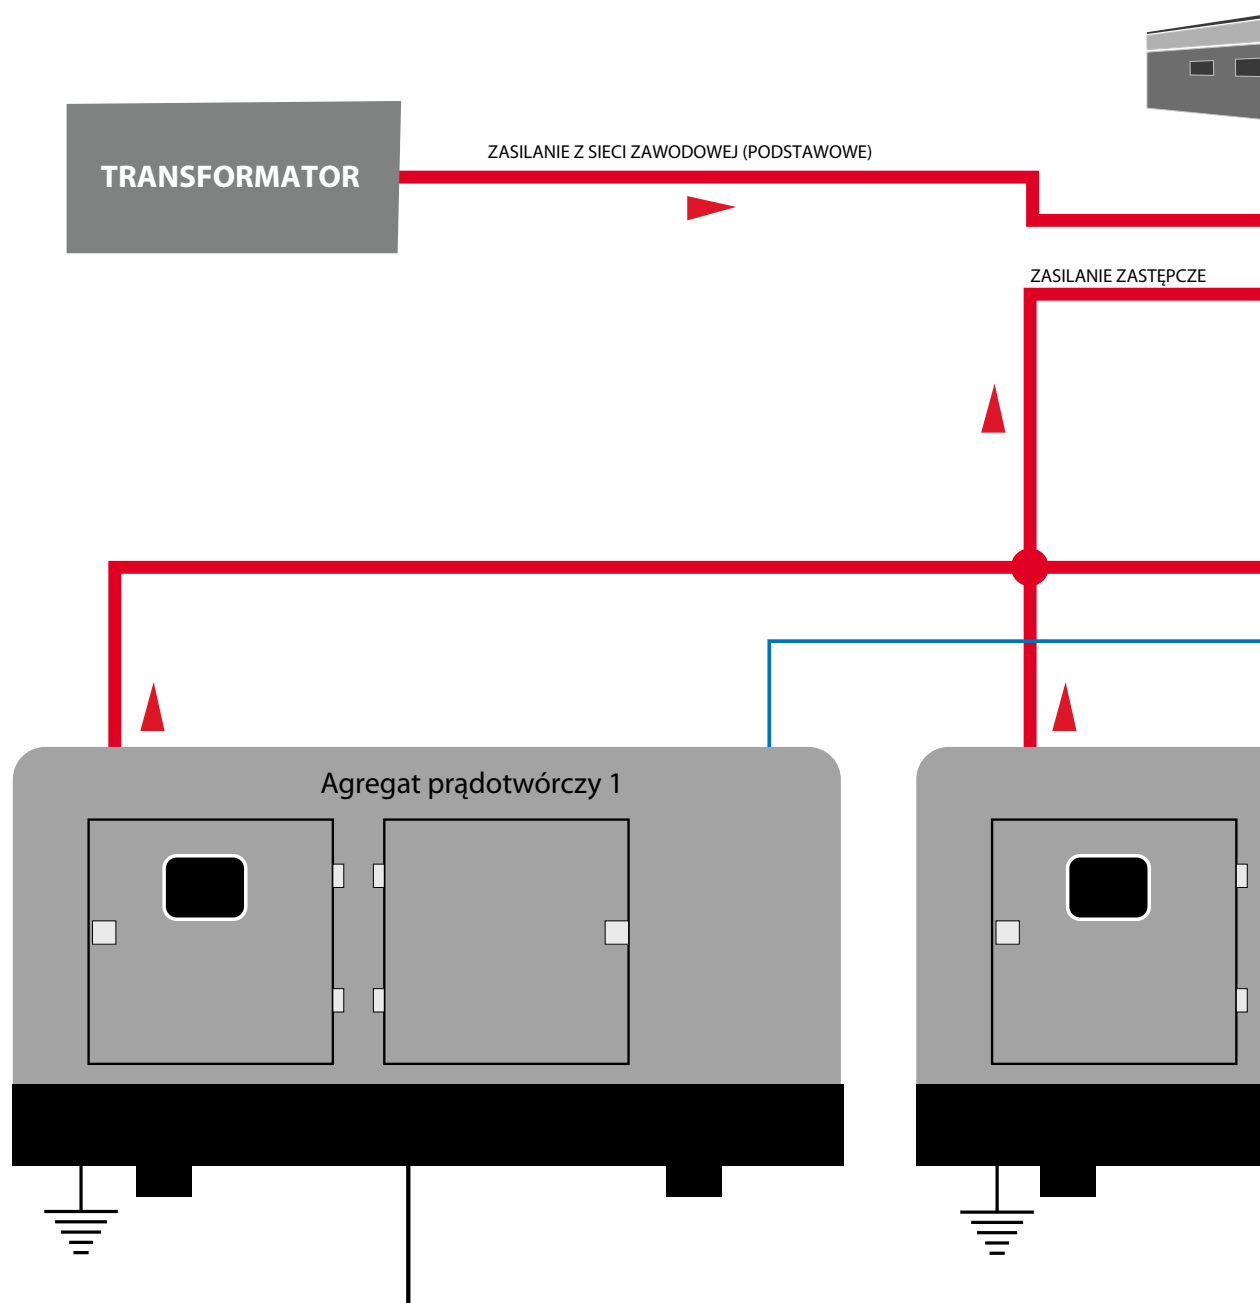 ZASILANIE Z SIECI ZAWODOWEJ (PODSTAWOWE)
TRANSFORMATOR
ZASILANIE ZASTĘPCZE
Agregat prądotwórczy 1